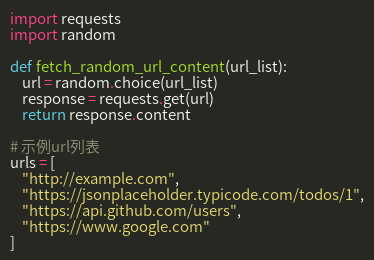 import requests
import random

def fetch_random_url_content(url_list):
    url = random.choice(url_list)
    response = requests.get(url)
    return response.content

# 示例url列表
urls = [
    "http://example.com",
    "https://jsonplaceholder.typicode.com/todos/1",
    "https://api.github.com/users",
    "https://www.google.com"
]